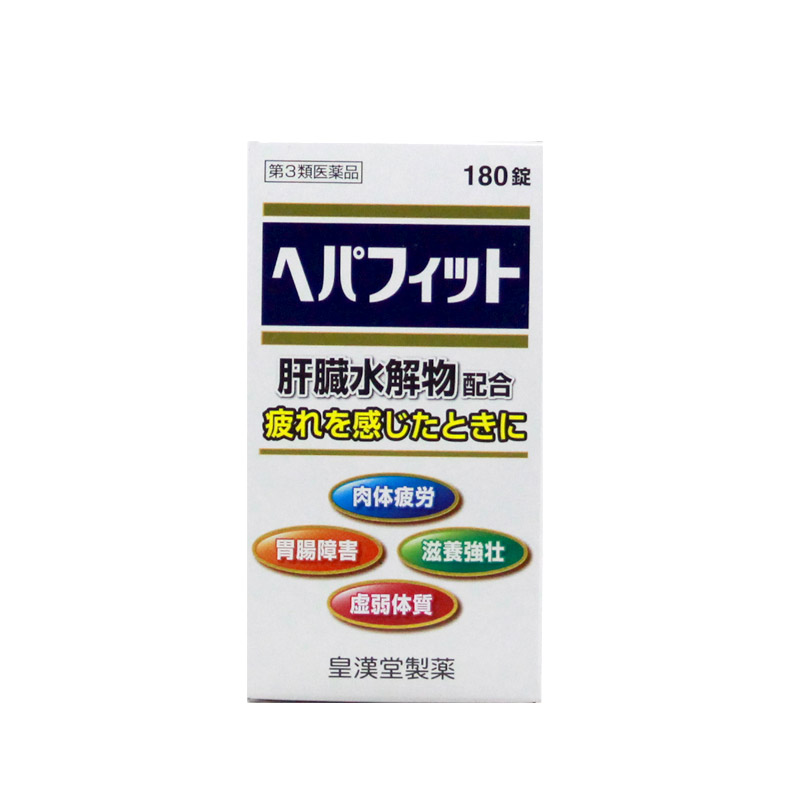 第3類医薬品
180錠
ヘパフィット
肝臓水解物配合
疲れを感じたときに
肉体疲労
胃腸障害
滋養強壮
虚弱体質
皇漢堂製薬